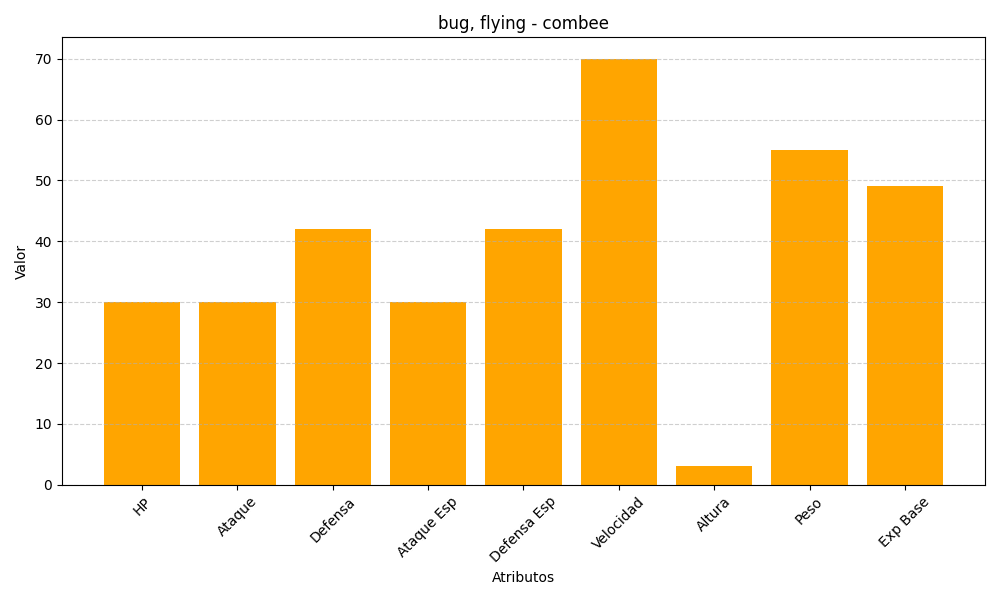 bug, flying - combee
Valor
70
60
50
40
30
20
10
0
HP
Ataque
Defensa
Ataque Esp
Defensa Esp
Velocidad
Altura
Peso
Exp Base
Atributos